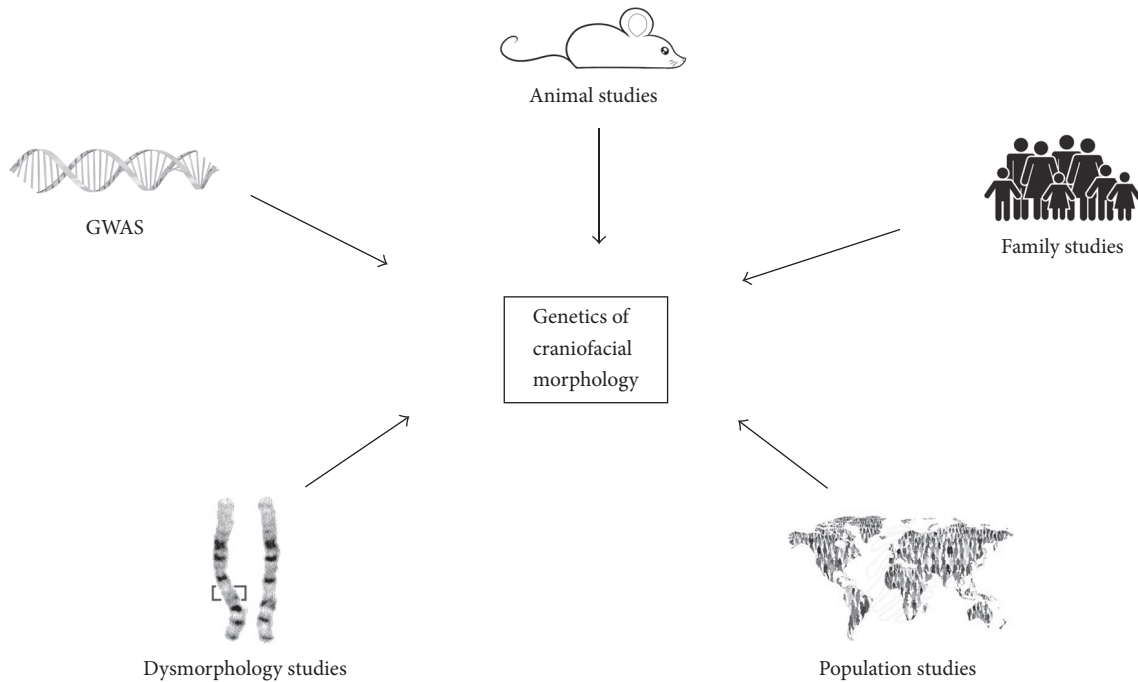 Animal studies
GWAS
Family studies
Genetics of
craniofacial
morphology
Dysmorphology studies
Population studies